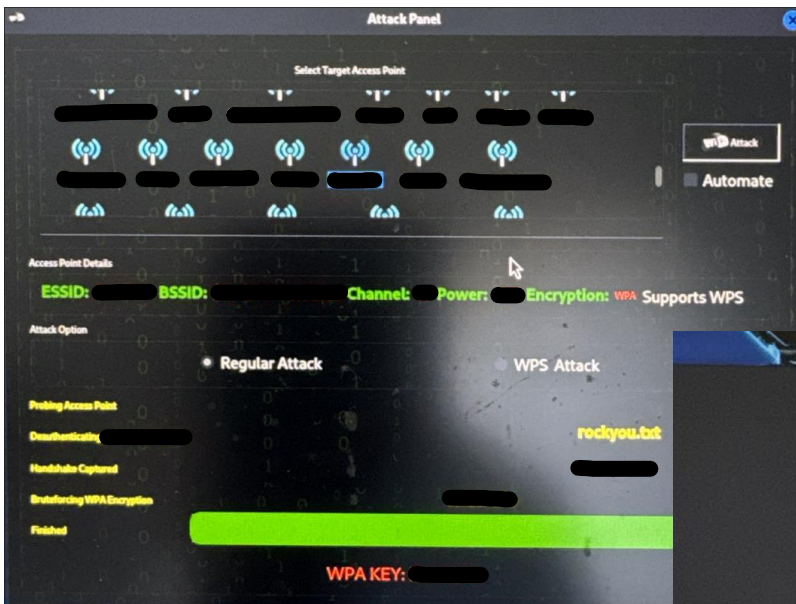 Attack Panel
Select Target Access Point
Attack
Automate
Access Point Details
ESSID: BSSID: Channel: Power: Encryption: WPA Supports WPS
Attack Option
Regular Attack WPS Attack
Probing Access Point
Deauthenticating rockyou.txt
Handshake Captured
Bruteforcing WPA Encryption
Finished
WPA KEY: